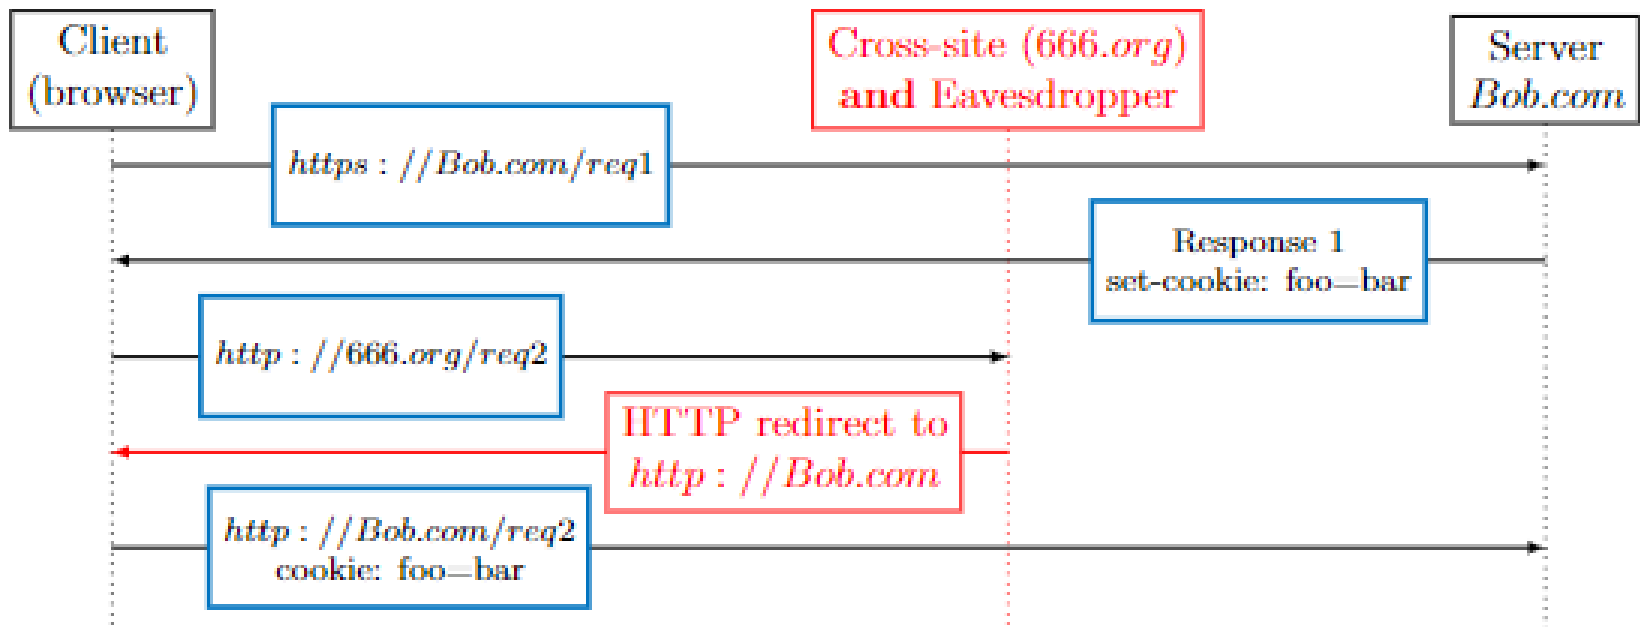 Client
(browser)
Cross-site (666.org)
and Eavesdropper
Server
Bob.com
https : //Bob.com/req1
Response 1
set-cookie: foo=bar
http : //666.org/req2
HTTP redirect to
http : //Bob.com
http : //Bob.com/req2
cookie: foo=bar